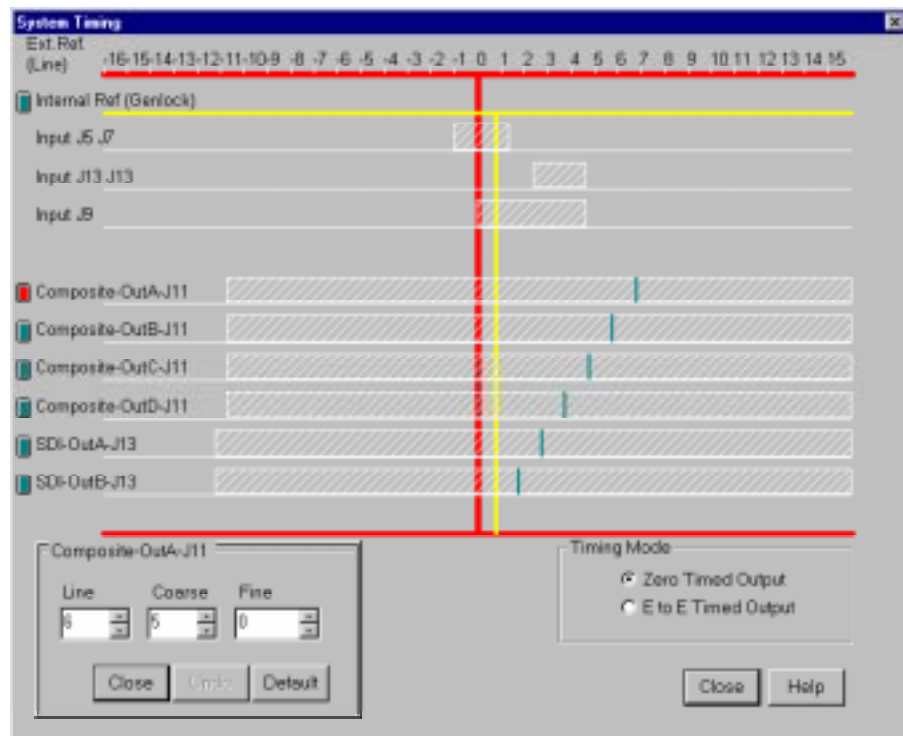 System Timing
Ext.Ref.
(Line) -16-15-14-13-12-11-10-9 -8 -7 -6 -5 -4 -3 -2 -1 0 1 2 3 4 5 6 7 8 9 10 11 12 13 14 15
Internal Ref (Genlock)
Input J5 J7
Input J13 J13
Input J9
Composite-OutA-J11
Composite-OutB-J11
Composite-OutC-J11
Composite-OutD-J11
SDI-OutA-J13
SDI-OutB-J13
Composite-OutA-J11
Line Coarse Fine
6 5 0
Close Undo Default
Timing Mode
Zero Timed Output
E to E Timed Output
Close Help